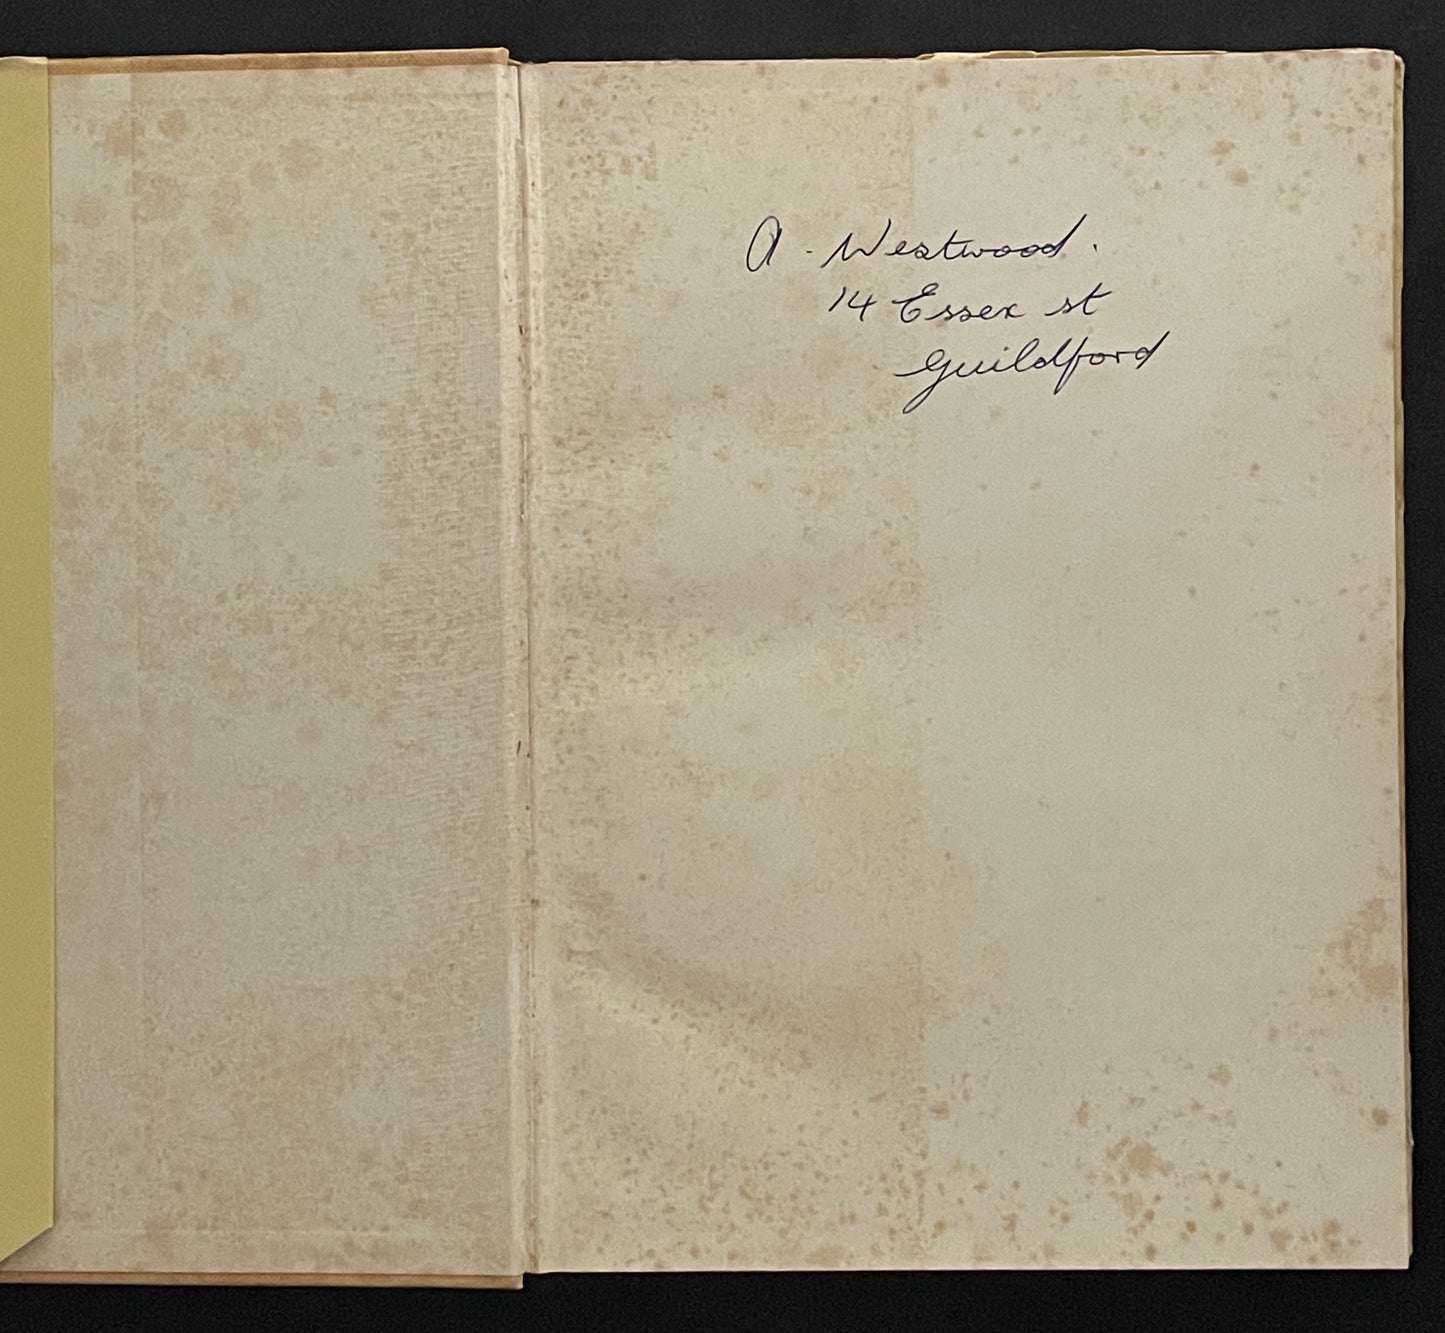 A. Westwood.
14 Essex st
Guildford